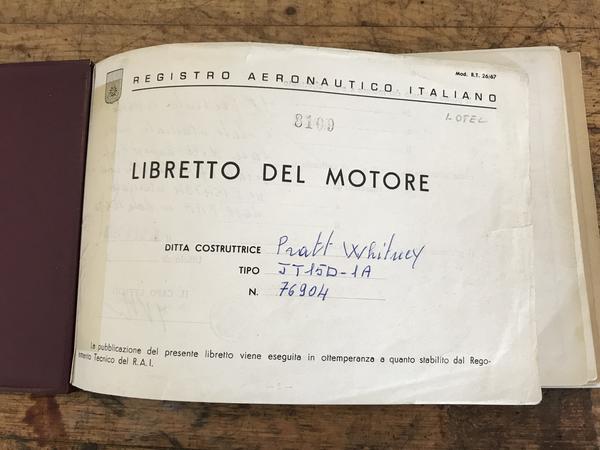 Mod. R.T. 26/67
REGISTRO AERONAUTICO ITALIANO
8109
LIBRETTO DEL MOTORE
DITTA COSTRUTTRICE Pratt Whitney
TIPO JT15D-1A
N. 76904
La pubblicazione del presente libretto viene eseguita in ottemperanza a quanto stabilito dal Rego-
lamento Tecnico del R.A.I.